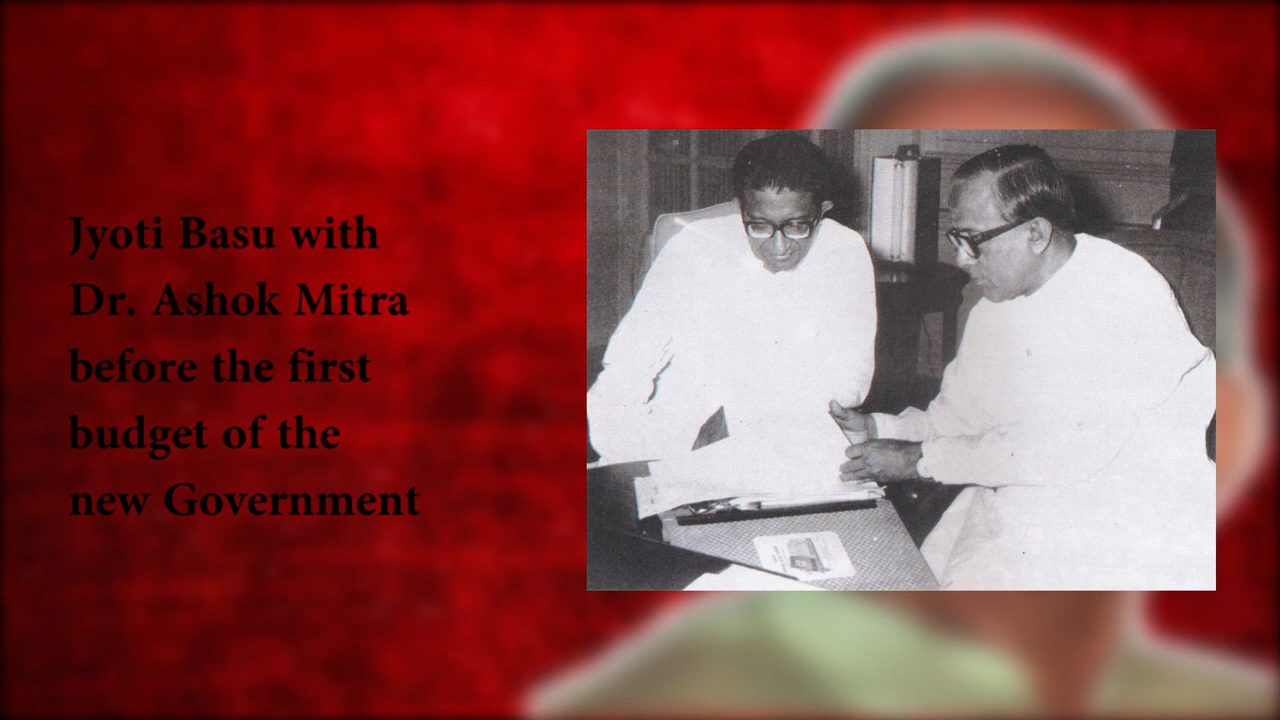 Jyoti Basu with
Dr. Ashok Mitra
before the first
budget of the
new Government